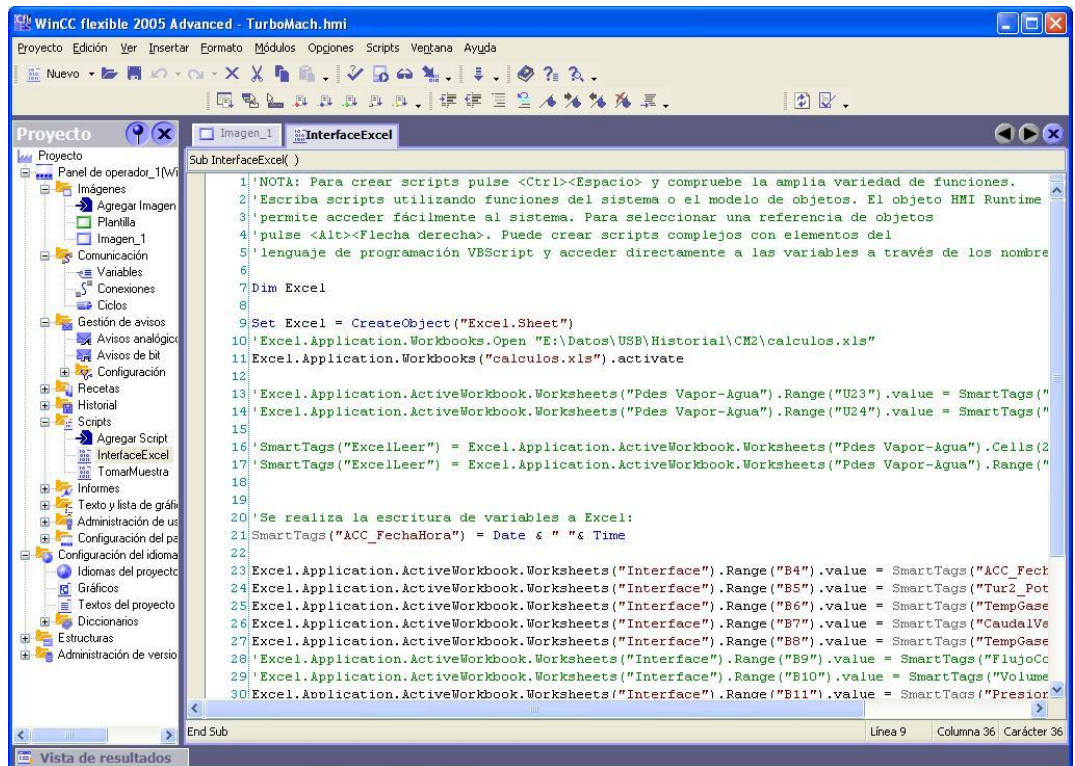 WinCC flexible 2005 Advanced - TurboMach.hmi
Proyecto Edición Ver Insertar Formato Módulos Opciones Scripts Ventana Ayuda
Nuevo
Proyecto
Proyecto
Panel de operador_1(Wi
Imágenes
Agregar Imagen
Plantilla
Imagen_1
Comunicación
Variables
Conexiones
Ciclos
Gestión de avisos
Avisos analógico
Avisos de bit
Configuración
Recetas
Historial
Scripts
Agregar Script
InterfaceExcel
TomarMuestra
Informes
Texto y lista de gráfi
Administración de us
Configuración del pa
Configuración del idioma
Idiomas del proyecto
Gráficos
Textos del proyecto
Diccionarios
Estructuras
Administración de versio
Imagen_1 InterfaceExcel
Sub InterfaceExcel( )
1 'NOTA: Para crear scripts pulse <Ctrl><Espacio> y compruebe la amplia variedad de funciones.
2 'Escriba scripts utilizando funciones del sistema o el modelo de objetos. El objeto HMI Runtime
3 'permite acceder fácilmente al sistema. Para seleccionar una referencia de objetos
4 'pulse <Alt><Flecha derecha>. Puede crear scripts complejos con elementos del
5 'lenguaje de programación VBScript y acceder directamente a las variables a través de los nombre
6
7 Dim Excel
8
9 Set Excel = CreateObject("Excel.Sheet")
10 'Excel.Application.Workbooks.Open "E:\Datos\USB\Historial\CM2\calculos.xls"
11 Excel.Application.Workbooks("calculos.xls").activate
12
13 'Excel.Application.ActiveWorkbook.Worksheets("Pdes Vapor-Agua").Range("U23").value = SmartTags("
14 'Excel.Application.ActiveWorkbook.Worksheets("Pdes Vapor-Agua").Range("U24").value = SmartTags("
15
16 'SmartTags("ExcelLeer") = Excel.Application.ActiveWorkbook.Worksheets("Pdes Vapor-Agua").Cells(2
17 'SmartTags("ExcelLeer") = Excel.Application.ActiveWorkbook.Worksheets("Pdes Vapor-Agua").Range("
18
19
20 'Se realiza la escritura de variables a Excel:
21 SmartTags("ACC_FechaHora") = Date & " "& Time
22
23 Excel.Application.ActiveWorkbook.Worksheets("Interface").Range("B4").value = SmartTags("ACC_Fech
24 Excel.Application.ActiveWorkbook.Worksheets("Interface").Range("B5").value = SmartTags("Tur2_Pot
25 Excel.Application.ActiveWorkbook.Worksheets("Interface").Range("B6").value = SmartTags("TempGase
26 Excel.Application.ActiveWorkbook.Worksheets("Interface").Range("B7").value = SmartTags("CaudalVa
27 Excel.Application.ActiveWorkbook.Worksheets("Interface").Range("B8").value = SmartTags("TempGase
28 'Excel.Application.ActiveWorkbook.Worksheets("Interface").Range("B9").value = SmartTags("FlujoCo
29 'Excel.Application.ActiveWorkbook.Worksheets("Interface").Range("B10").value = SmartTags("Volume
30 Excel.Application.ActiveWorkbook.Worksheets("Interface").Range("B11").value = SmartTags("Presion
End Sub
Línea 9 Columna 36 Carácter 36
Vista de resultados